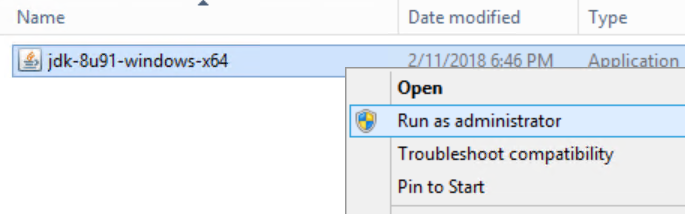 Name Date modified Type
jdk-8u91-windows-x64 2/11/2018 6:46 PM Application
Open
Run as administrator
Troubleshoot compatibility
Pin to Start